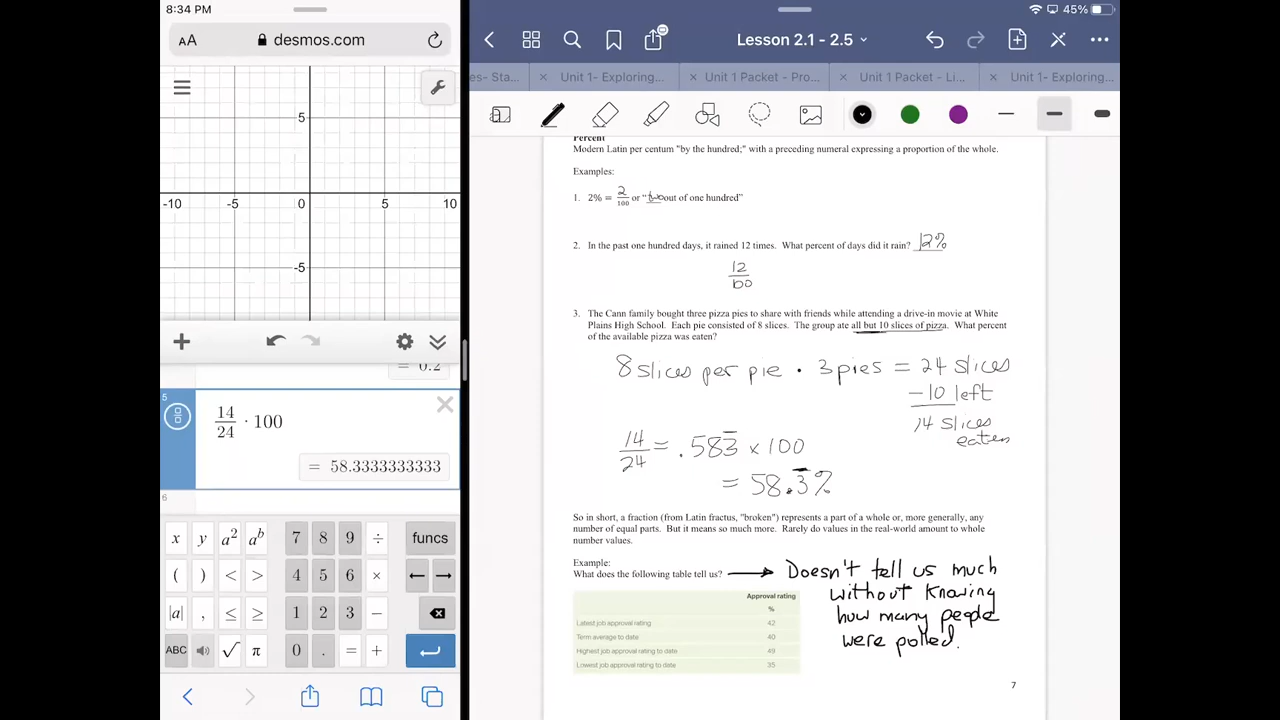 8:34 PM
45%
AA
desmos.com
Lesson 2.1 - 2.5
es- Sta...
Unit 1- Exploring...
Unit 1 Packet - Pro...
Unit 1 Packet - Li...
Unit 1- Exploring...
5
-10 -5 0 5 10
-5
= 0.2
5
14/24 · 100
= 58.3333333333
6
x y a² aᵇ 7 8 9 ÷ funcs
( ) < > 4 5 6 × ← →
|a| , ≤ ≥ 1 2 3 −
ABC √ π 0 . = +
Percent
Modern Latin per centum "by the hundred;" with a preceding numeral expressing a proportion of the whole.
Examples:
1. 2% = 2/100 or "two out of one hundred"
2. In the past one hundred days, it rained 12 times. What percent of days did it rain? 12%
12/100
3. The Cann family bought three pizza pies to share with friends while attending a drive-in movie at White
Plains High School. Each pie consisted of 8 slices. The group ate all but 10 slices of pizza. What percent
of the available pizza was eaten?
8 slices per pie · 3 pies = 24 slices
-10 left
14 slices
eaten
14/24 = .583̅ × 100
= 58.3̅%
So in short, a fraction (from Latin fractus, "broken") represents a part of a whole or, more generally, any
number of equal parts. But it means so much more. Rarely do values in the real-world amount to whole
number values.
Example:
What does the following table tell us? → Doesn't tell us much
without knowing
how many people
were polled.
Approval rating
%
Latest job approval rating 42
Term average to date 40
Highest job approval rating to date 49
Lowest job approval rating to date 35
7